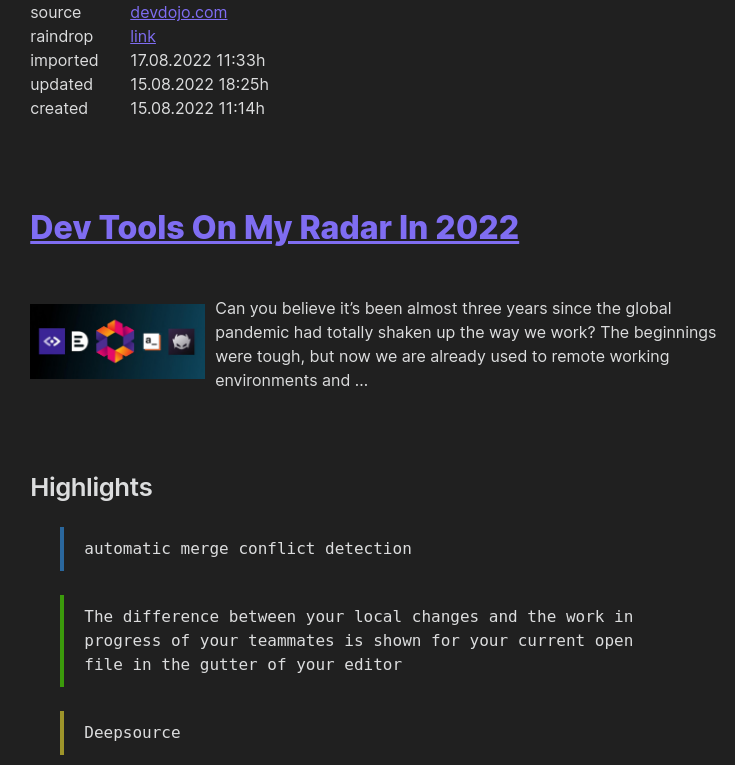 source devdojo.com
raindrop link
imported 17.08.2022 11:33h
updated 15.08.2022 18:25h
created 15.08.2022 11:14h
Dev Tools On My Radar In 2022
Can you believe it’s been almost three years since the global
pandemic had totally shaken up the way we work? The beginnings
were tough, but now we are already used to remote working
environments and ...
Highlights
automatic merge conflict detection
The difference between your local changes and the work in
progress of your teammates is shown for your current open
file in the gutter of your editor
Deepsource